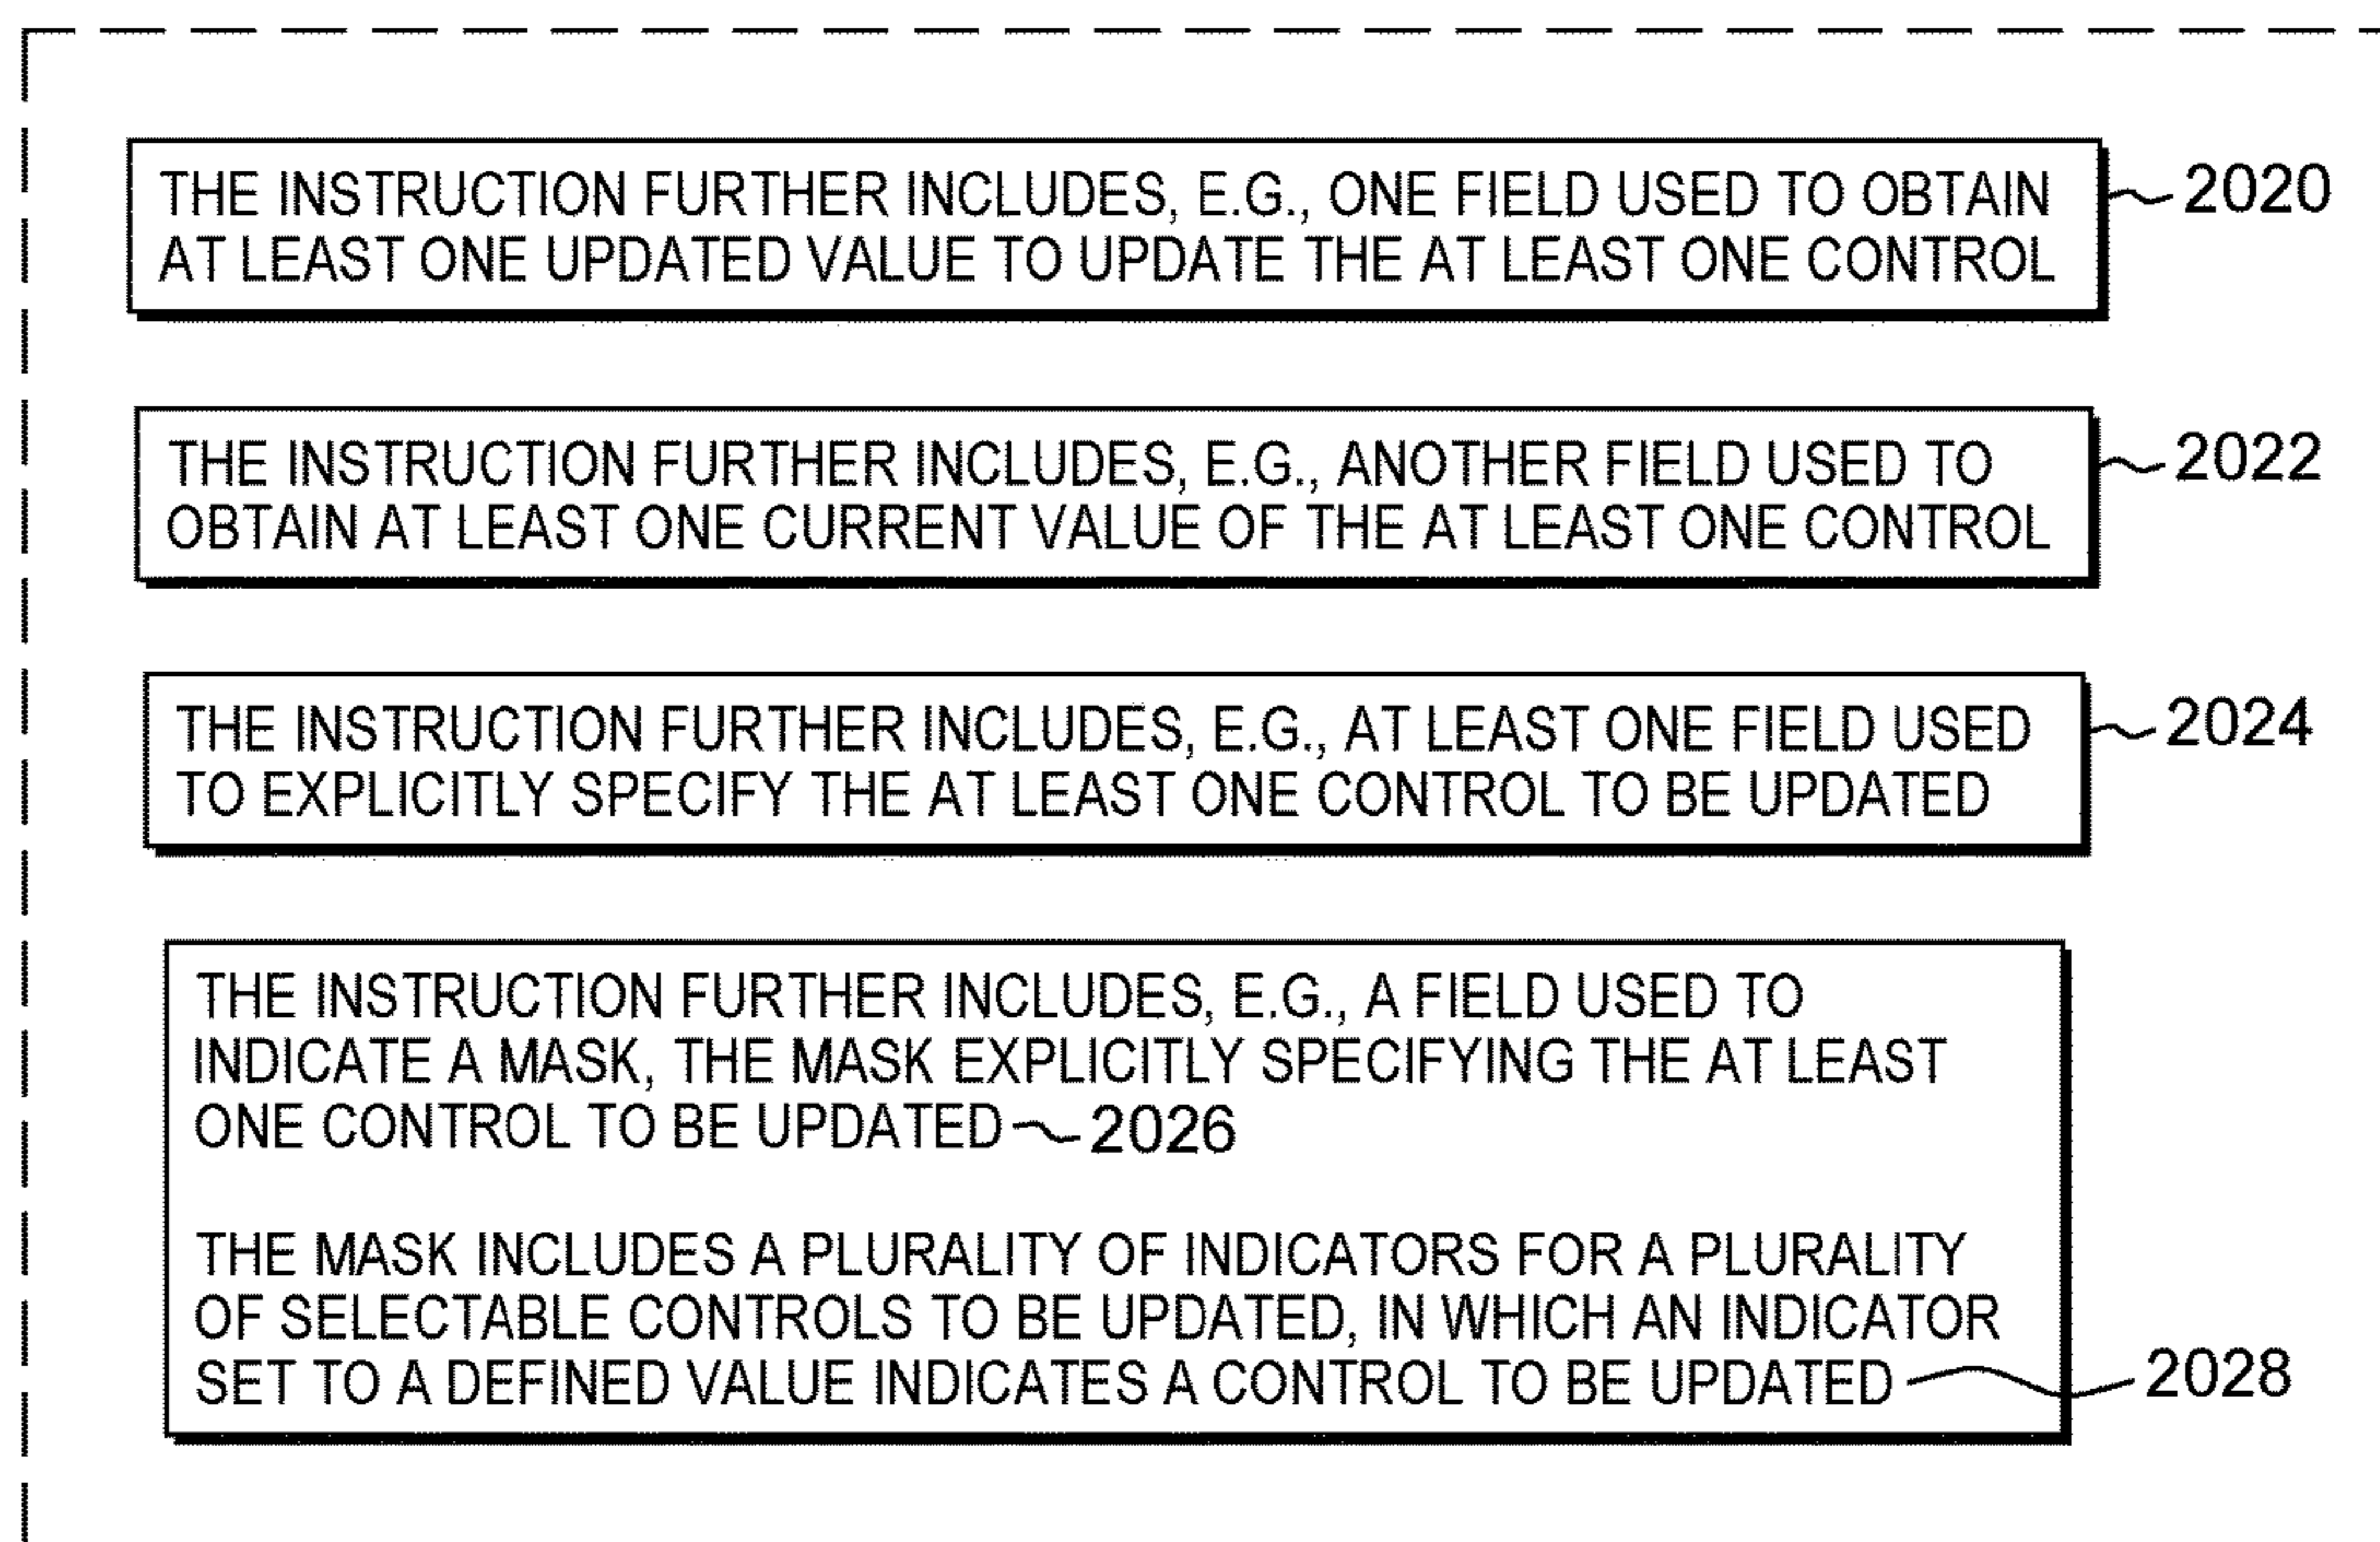 THE INSTRUCTION FURTHER INCLUDES, E.G., ONE FIELD USED TO OBTAIN 2020
AT LEAST ONE UPDATED VALUE TO UPDATE THE AT LEAST ONE CONTROL
THE INSTRUCTION FURTHER INCLUDES, E.G., ANOTHER FIELD USED TO 2022
OBTAIN AT LEAST ONE CURRENT VALUE OF THE AT LEAST ONE CONTROL
THE INSTRUCTION FURTHER INCLUDES, E.G., AT LEAST ONE FIELD USED 2024
TO EXPLICITLY SPECIFY THE AT LEAST ONE CONTROL TO BE UPDATED
THE INSTRUCTION FURTHER INCLUDES, E.G., A FIELD USED TO
INDICATE A MASK, THE MASK EXPLICITLY SPECIFYING THE AT LEAST
ONE CONTROL TO BE UPDATED 2026
THE MASK INCLUDES A PLURALITY OF INDICATORS FOR A PLURALITY
OF SELECTABLE CONTROLS TO BE UPDATED, IN WHICH AN INDICATOR
SET TO A DEFINED VALUE INDICATES A CONTROL TO BE UPDATED 2028